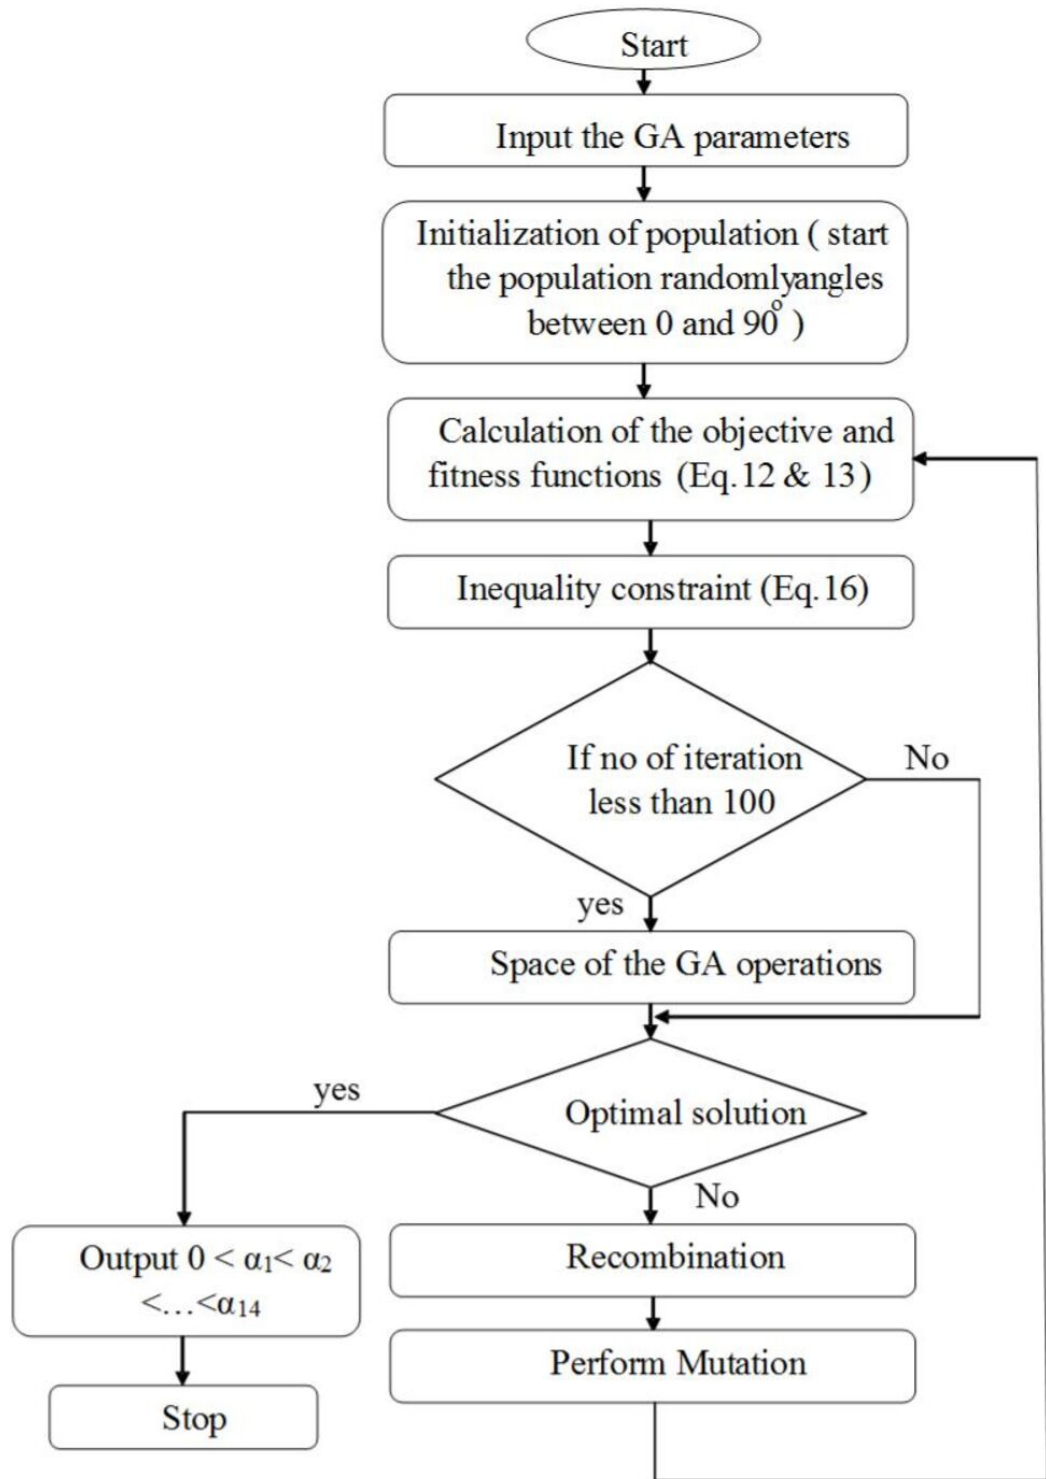 Start
Input the GA parameters
Initialization of population ( start
the population randomlyangles
between 0 and 90° )
Calculation of the objective and
fitness functions (Eq.12 & 13)
Inequality constraint (Eq.16)
If no of iteration
less than 100
No
yes
Space of the GA operations
yes
Optimal solution
No
Output 0 < α₁< α₂
<...<α₁₄
Recombination
Perform Mutation
Stop